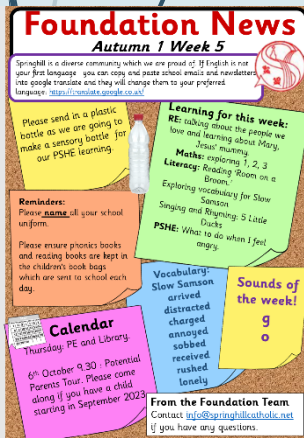 Foundation News
Autumn 1 Week 5
Springhill is a diverse community which we are proud of. If English is not
your first language you can copy and paste school emails and newsletters
into google translate and they will change them to your preferred
language. https://translate.google.co.uk/
Please send in a plastic
bottle as we are going to
make a sensory bottle for
our PSHE learning.
Learning for this week:
RE: talking about the people we
love and learning about Mary,
Jesus' mummy.
Maths: exploring 1, 2, 3
Literacy: Reading 'Room on a
Broom.'
Exploring vocabulary for Slow
Samson
Singing and Rhyming: 5 Little
Ducks
PSHE: What to do when I feel
angry.
Reminders:
Please name all your school
uniform.
Please ensure phonics books
and reading books are kept in
the children's book bags
which are sent to school each
day.
Vocabulary:
Slow Samson
arrived
distracted
charged
annoyed
sobbed
received
rushed
lonely
Sounds of
the week!
g
o
Calendar
Thursday: PE and Library.
6th October 9.30 : Potential
Parents Tour. Please come
along if you have a child
starting in September 2023
From the Foundation Team
Contact info@springhillcatholic.net
if you have any questions.